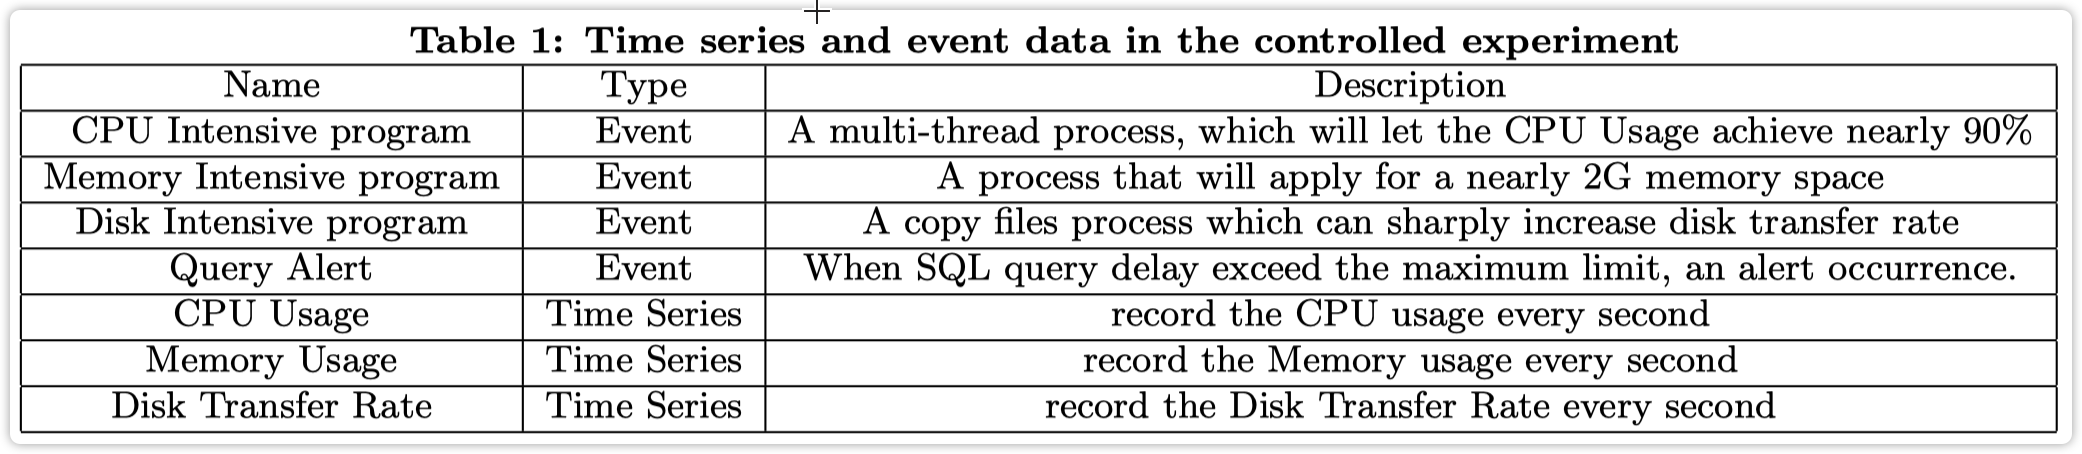 Table 1: Time series and event data in the controlled experiment
Name Type Description
CPU Intensive program Event A multi-thread process, which will let the CPU Usage achieve nearly 90%
Memory Intensive program Event A process that will apply for a nearly 2G memory space
Disk Intensive program Event A copy files process which can sharply increase disk transfer rate
Query Alert Event When SQL query delay exceed the maximum limit, an alert occurrence.
CPU Usage Time Series record the CPU usage every second
Memory Usage Time Series record the Memory usage every second
Disk Transfer Rate Time Series record the Disk Transfer Rate every second